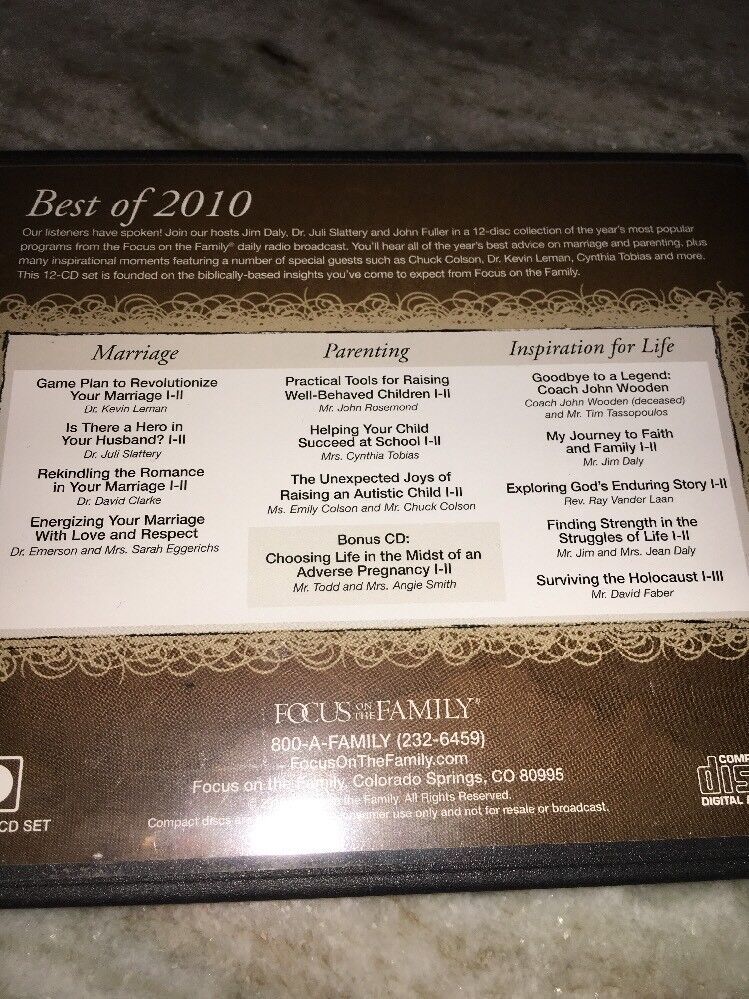 Best of 2010
Our listeners have spoken! Join our hosts Jim Daly, Dr. Juli Slattery and John Fuller in a 12-disc collection of the year's most popular
programs from the Focus on the Family® daily radio broadcast. You'll hear all of the year's best advice on marriage and parenting, plus
many inspirational moments featuring a number of special guests such as Chuck Colson, Dr. Kevin Leman, Cynthia Tobias and more.
This 12-CD set is founded on the biblically-based insights you've come to expect from Focus on the Family.
Marriage
Game Plan to Revolutionize
Your Marriage I-II
Dr. Kevin Leman
Is There a Hero in
Your Husband? I-II
Dr. Juli Slattery
Rekindling the Romance
in Your Marriage I-II
Dr. David Clarke
Energizing Your Marriage
With Love and Respect
Dr. Emerson and Mrs. Sarah Eggerichs
Parenting
Practical Tools for Raising
Well-Behaved Children I-II
Mr. John Rosemond
Helping Your Child
Succeed at School I-II
Mrs. Cynthia Tobias
The Unexpected Joys of
Raising an Autistic Child I-II
Ms. Emily Colson and Mr. Chuck Colson
Bonus CD:
Choosing Life in the Midst of an
Adverse Pregnancy I-II
Mr. Todd and Mrs. Angie Smith
Inspiration for Life
Goodbye to a Legend:
Coach John Wooden
Coach John Wooden (deceased)
and Mr. Tim Tassopoulos
My Journey to Faith
and Family I-II
Mr. Jim Daly
Exploring God's Enduring Story I-II
Rev. Ray Vander Laan
Finding Strength in the
Struggles of Life I-II
Mr. Jim and Mrs. Jean Daly
Surviving the Holocaust I-III
Mr. David Faber
FOCUS ON THE FAMILY®
800-A-FAMILY (232-6459)
FocusOnTheFamily.com
Focus on the Family, Colorado Springs, CO 80995
the Family. All Rights Reserved.
Compact discs are use only and not for resale or broadcast.
CD SET
COMP
dis
DIGITAL A